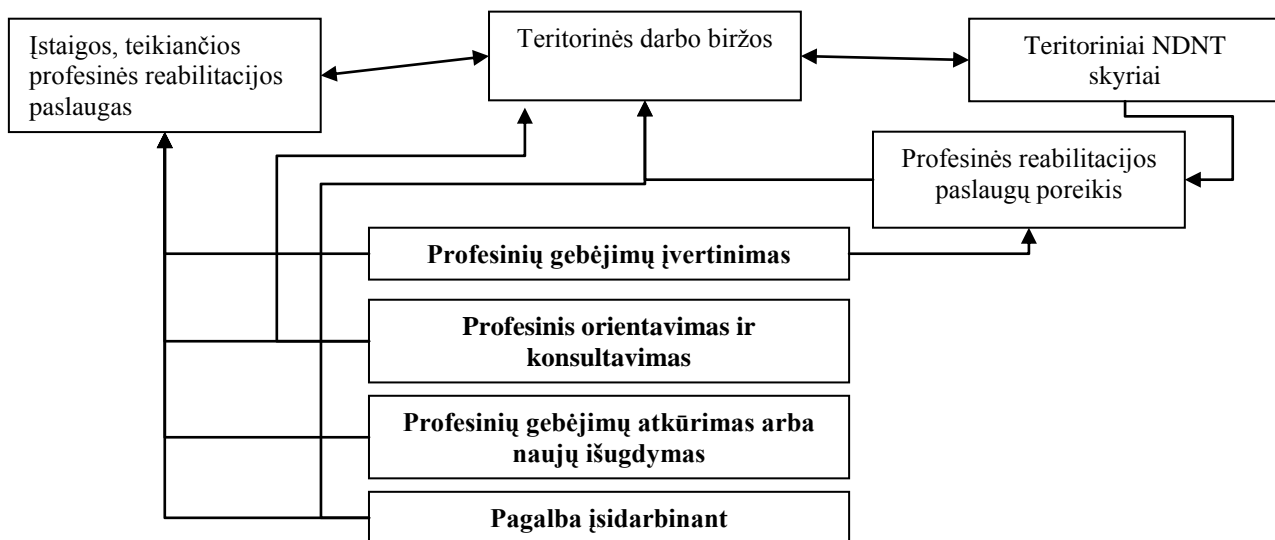 Įstaigos, teikiančios
profesinės reabilitacijos
paslaugas
Teritorinės darbo biržos
Teritoriniai NDNT
skyriai
Profesinės reabilitacijos
paslaugų poreikis
Profesinių gebėjimų įvertinimas
Profesinis orientavimas ir
konsultavimas
Profesinių gebėjimų atkūrimas arba
naujų išugdymas
Pagalba įsidarbinant